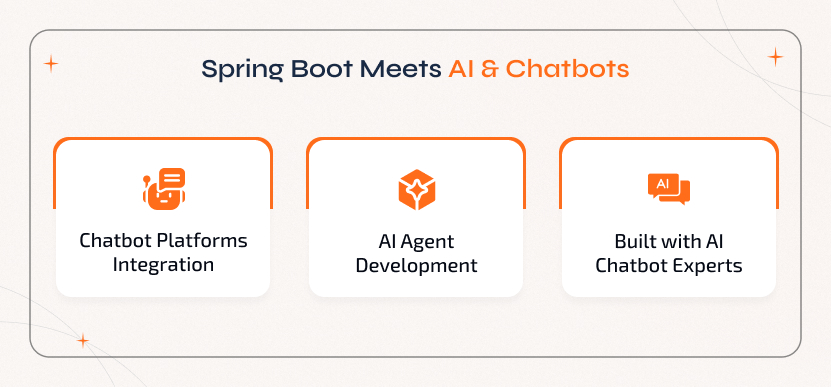 Spring Boot Meets AI & Chatbots
Chatbot Platforms
Integration
AI Agent
Development
AI
Built with AI
Chatbot Experts